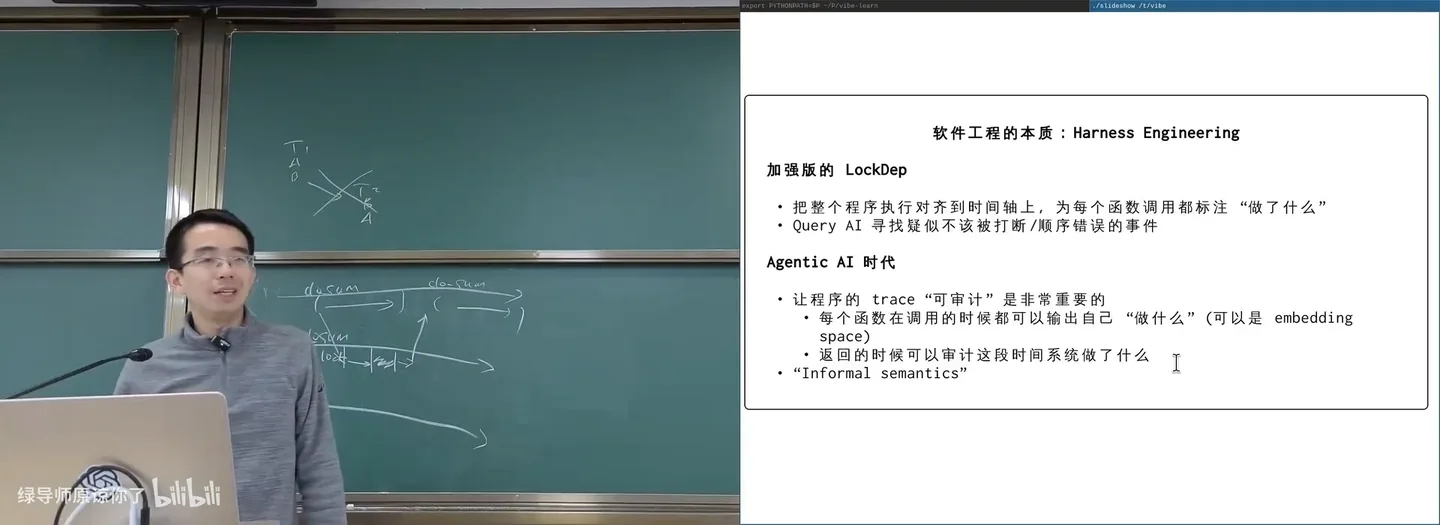 export PYTHONPATH=$P ~/P/vibe-learn
./slideshow /t/vibe
T1
A
B
T2
B
A
dosum
dosum
dosum
lock
绿导师原谅你了 bilibili
软件工程的本质：Harness Engineering
加强版的 LockDep
• 把整个程序执行对齐到时间轴上，为每个函数调用都标注 “做了什么”
• Query AI 寻找疑似不该被打断/顺序错误的事件
Agentic AI 时代
• 让程序的 trace “可审计” 是非常重要的
• 每个函数在调用的时候都可以输出自己 “做什么” (可以是 embedding
space)
• 返回的时候可以审计这段时间系统做了什么
• “Informal semantics”